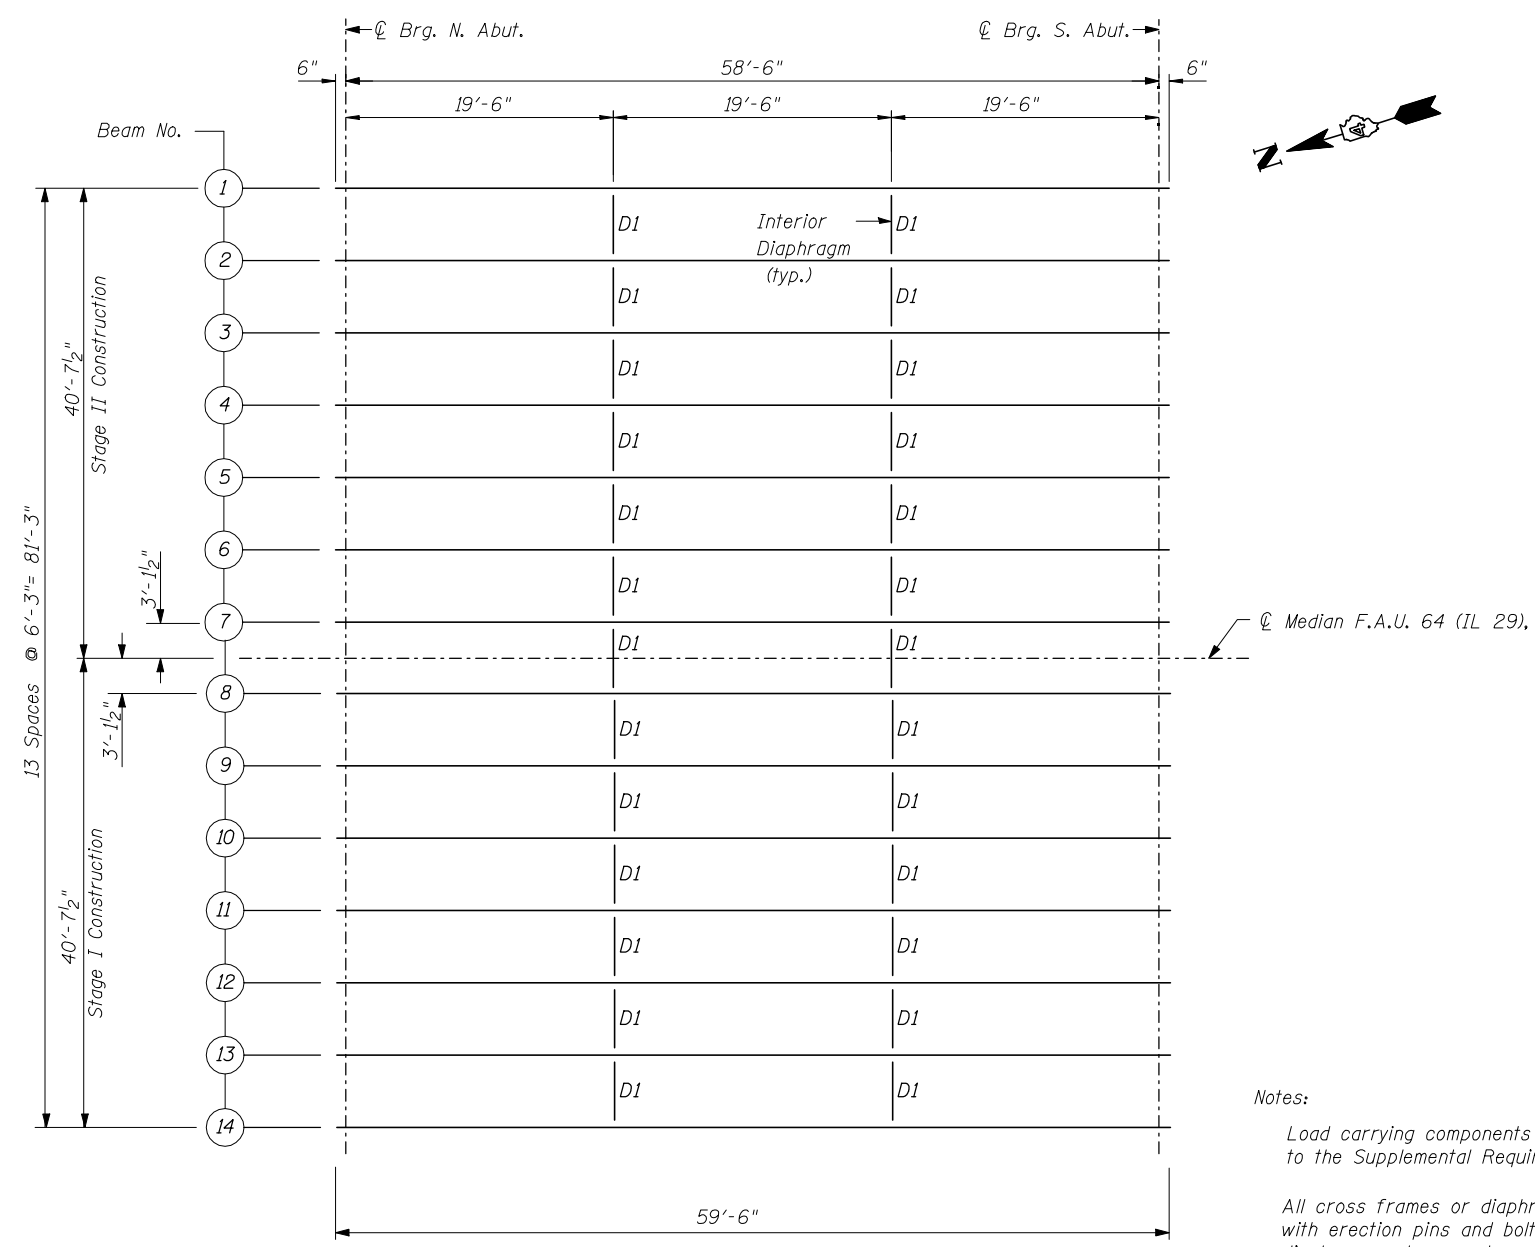 ℄ Brg. N. Abut.
℄ Brg. S. Abut.
6"
58'-6"
6"
19'-6"
19'-6"
19'-6"
Beam No.
N
4
1
D1
Interior
Diaphragm
(typ.)
D1
2
D1
D1
3
D1
D1
4
D1
D1
5
D1
D1
6
D1
D1
7
D1
D1
℄ Median F.A.U. 64 (IL 29),
8
D1
D1
9
D1
D1
10
D1
D1
11
D1
D1
12
D1
D1
13
D1
D1
14
40'-7½"
Stage II Construction
3'-1½"
13 Spaces @ 6'-3"= 81'-3"
3'-1½"
40'-7½"
Stage I Construction
59'-6"
Notes:
Load carrying components
to the Supplemental Requi
All cross frames or diaphr
with erection pins and bolt